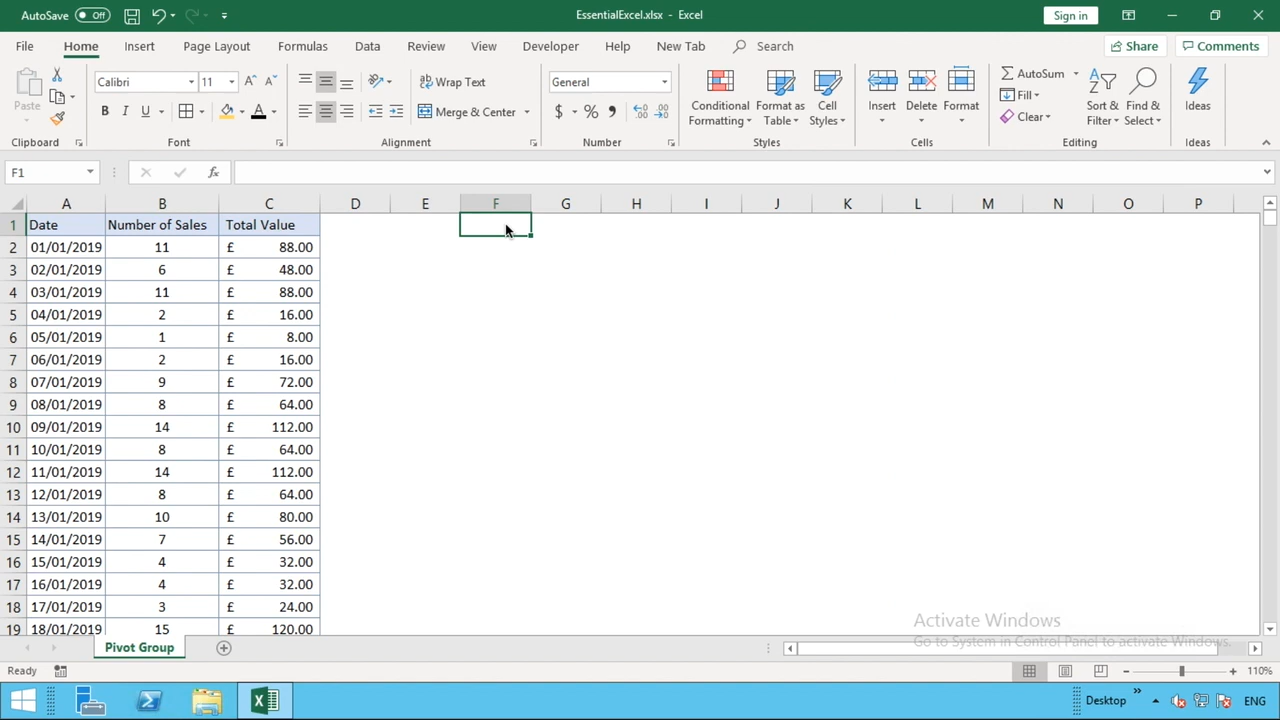 AutoSave Off EssentialExcel.xlsx - Excel Sign in
File Home Insert Page Layout Formulas Data Review View Developer Help New Tab Search Share Comments
Paste Calibri 11 B I U A Wrap Text Merge & Center General $ % Conditional Formatting Format as Table Cell Styles Insert Delete Format AutoSum Fill Clear Sort & Filter Find & Select Ideas
Clipboard Font Alignment Number Styles Cells Editing Ideas
F1 fx
A B C D E F G H I J K L M N O P
1 Date Number of Sales Total Value
2 01/01/2019 11 £ 88.00
3 02/01/2019 6 £ 48.00
4 03/01/2019 11 £ 88.00
5 04/01/2019 2 £ 16.00
6 05/01/2019 1 £ 8.00
7 06/01/2019 2 £ 16.00
8 07/01/2019 9 £ 72.00
9 08/01/2019 8 £ 64.00
10 09/01/2019 14 £ 112.00
11 10/01/2019 8 £ 64.00
12 11/01/2019 14 £ 112.00
13 12/01/2019 8 £ 64.00
14 13/01/2019 10 £ 80.00
15 14/01/2019 7 £ 56.00
16 15/01/2019 4 £ 32.00
17 16/01/2019 4 £ 32.00
18 17/01/2019 3 £ 24.00
19 18/01/2019 15 £ 120.00
Activate Windows
Go to System in Control Panel to activate Windows.
Pivot Group
Ready 110%
Desktop ENG